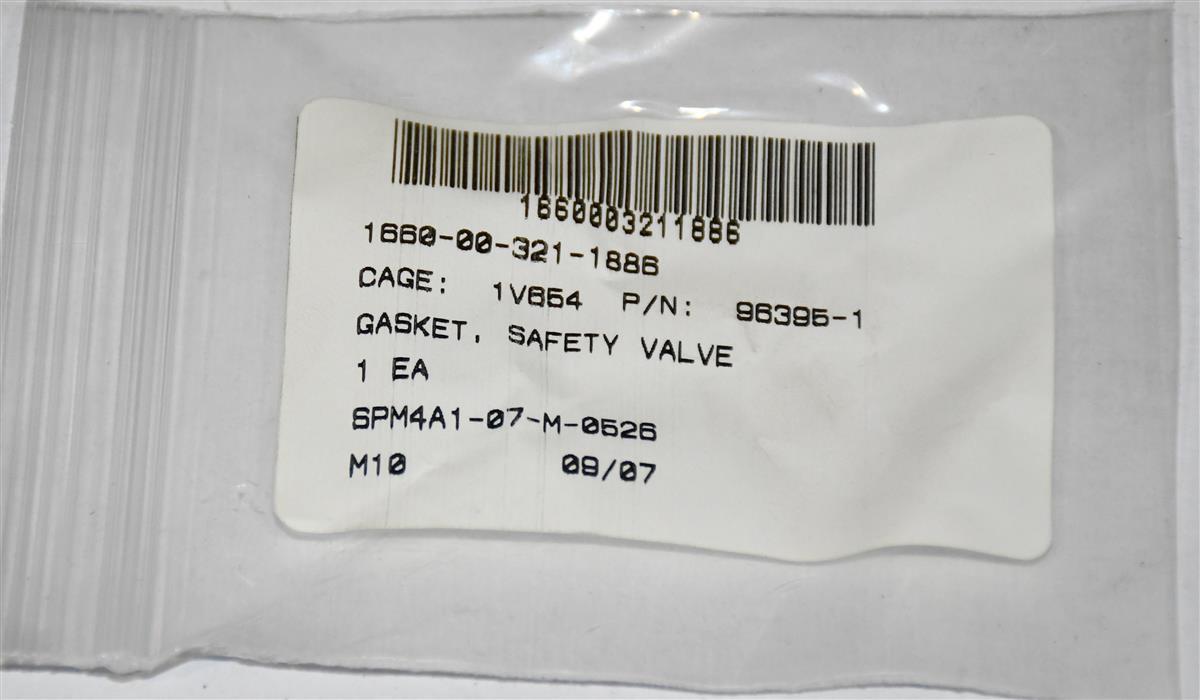 1660003211886
1660-00-321-1886
CAGE: 1V654 P/N: 96395-1
GASKET, SAFETY VALVE
1 EA
SPM4A1-07-M-0526
M10 09/07